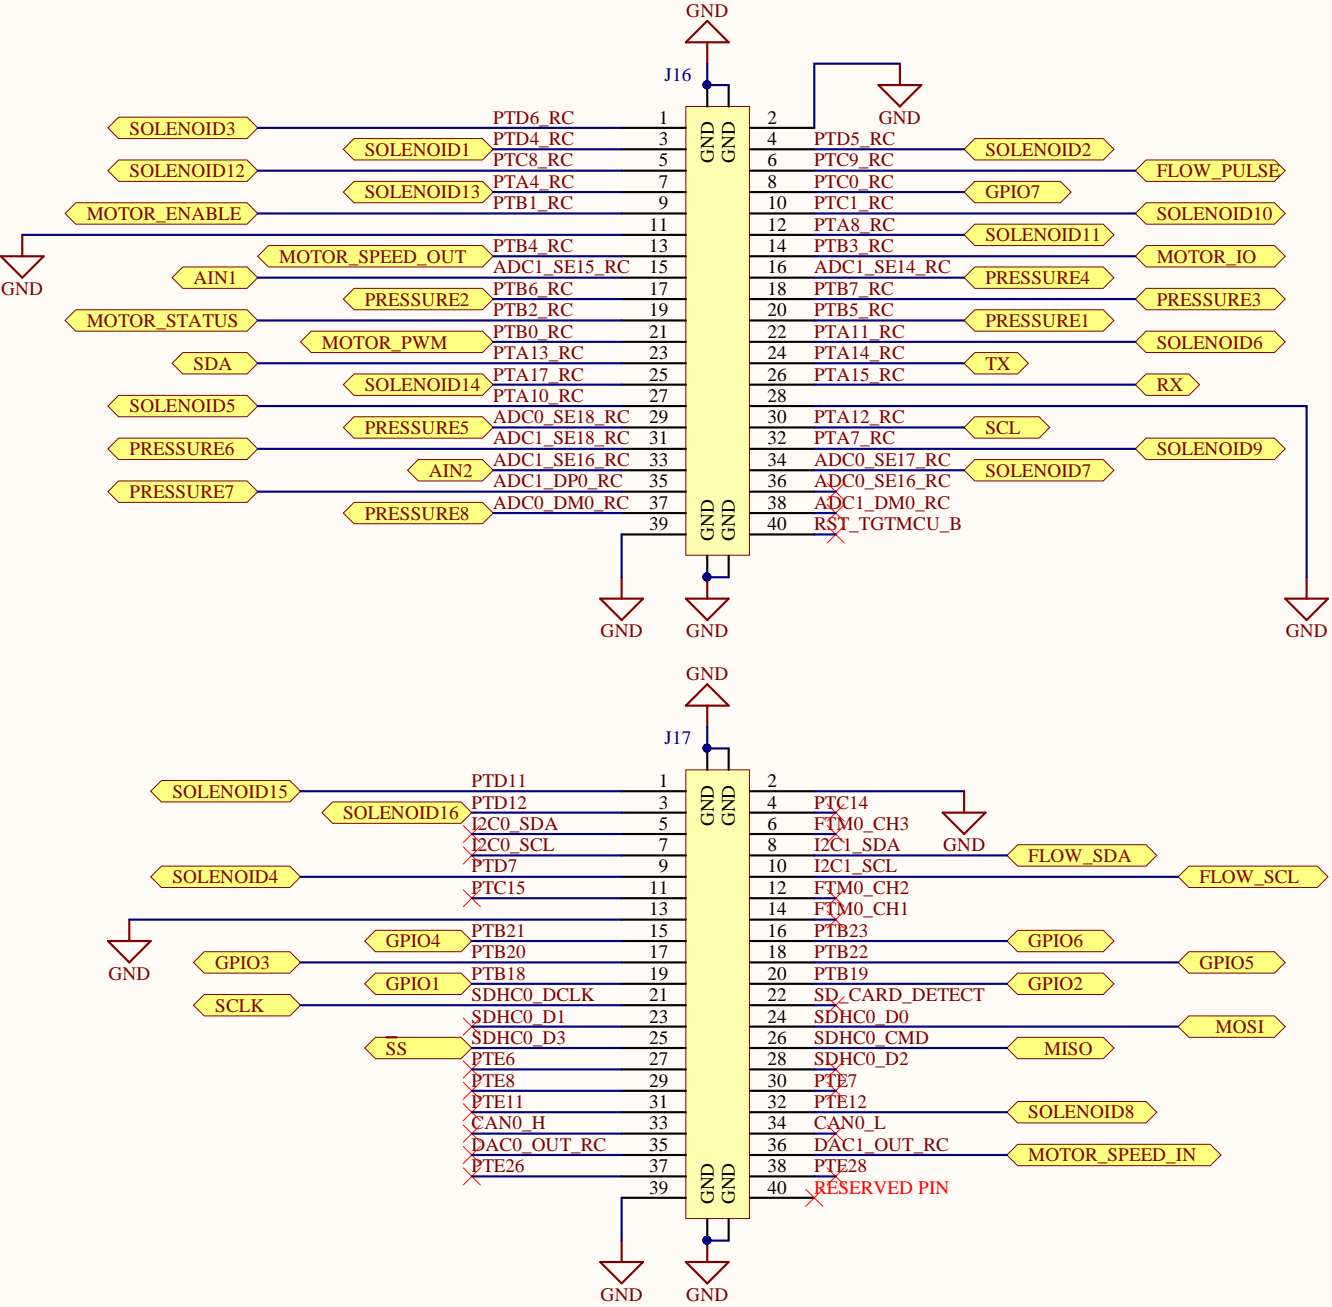 GND
J16
GND GND
GND
SOLENOID3 PTD6_RC 1 2
SOLENOID1 PTD4_RC 3 4 PTD5_RC SOLENOID2
SOLENOID12 PTC8_RC 5 6 PTC9_RC FLOW_PULSE
SOLENOID13 PTA4_RC 7 8 PTC0_RC GPIO7
MOTOR_ENABLE PTB1_RC 9 10 PTC1_RC SOLENOID10
GND 11 12 PTA8_RC SOLENOID11
MOTOR_SPEED_OUT PTB4_RC 13 14 PTB3_RC MOTOR_IO
AIN1 ADC1_SE15_RC 15 16 ADC1_SE14_RC PRESSURE4
PRESSURE2 PTB6_RC 17 18 PTB7_RC PRESSURE3
MOTOR_STATUS PTB2_RC 19 20 PTB5_RC PRESSURE1
MOTOR_PWM PTB0_RC 21 22 PTA11_RC SOLENOID6
SDA PTA13_RC 23 24 PTA14_RC TX
SOLENOID14 PTA17_RC 25 26 PTA15_RC RX
SOLENOID5 PTA10_RC 27 28
PRESSURE5 ADC0_SE18_RC 29 30 PTA12_RC SCL
PRESSURE6 ADC1_SE18_RC 31 32 PTA7_RC SOLENOID9
AIN2 ADC1_SE16_RC 33 34 ADC0_SE17_RC SOLENOID7
PRESSURE7 ADC1_DP0_RC 35 36 ADC0_SE16_RC
PRESSURE8 ADC0_DM0_RC 37 38 ADC1_DM0_RC
39 40 RST_TGTMCU_B
GND GND
GND GND GND
GND
J17
GND GND
SOLENOID15 PTD11 1 2
SOLENOID16 PTD12 3 4 PTC14
I2C0_SDA 5 6 FTM0_CH3
GND
I2C0_SCL 7 8 I2C1_SDA FLOW_SDA
SOLENOID4 PTD7 9 10 I2C1_SCL FLOW_SCL
PTC15 11 12 FTM0_CH2
13 14 FTM0_CH1
GPIO4 PTB21 15 16 PTB23 GPIO6
GND
GPIO3 PTB20 17 18 PTB22 GPIO5
GPIO1 PTB18 19 20 PTB19 GPIO2
SCLK SDHC0_DCLK 21 22 SD_CARD_DETECT
SDHC0_D1 23 24 SDHC0_D0 MOSI
S̅S SDHC0_D3 25 26 SDHC0_CMD MISO
PTE6 27 28 SDHC0_D2
PTE8 29 30 PTE7
PTE11 31 32 PTE12 SOLENOID8
CAN0_H 33 34 CAN0_L
DAC0_OUT_RC 35 36 DAC1_OUT_RC MOTOR_SPEED_IN
PTE26 37 38 PTE28
39 40 RESERVED PIN
GND GND
GND GND